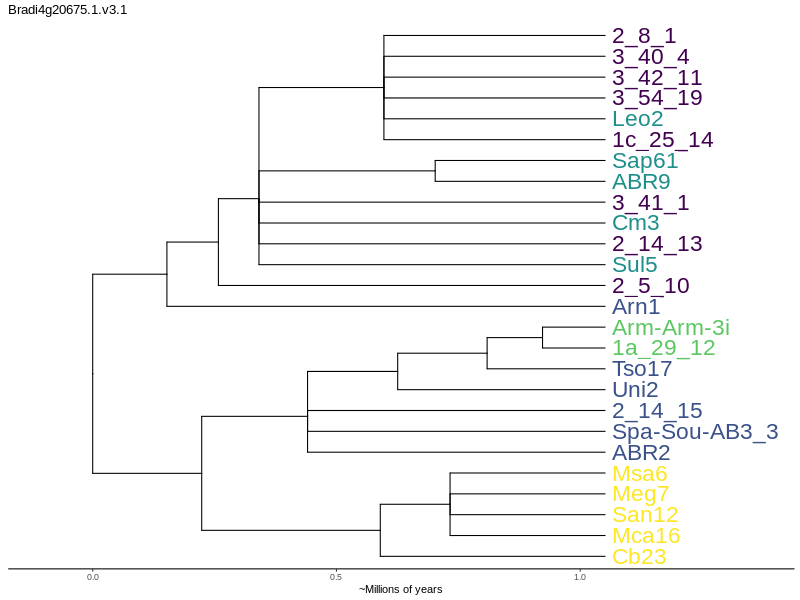 Bradi4g20675.1.v3.1
2_8_1
3_40_4
3_42_11
3_54_19
Leo2
1c_25_14
Sap61
ABR9
3_41_1
Cm3
2_14_13
Sul5
2_5_10
Arn1
Arm-Arm-3i
1a_29_12
Tso17
Uni2
2_14_15
Spa-Sou-AB3_3
ABR2
Msa6
Meg7
San12
Mca16
Cb23
0.0 0.5 1.0
~Millions of years